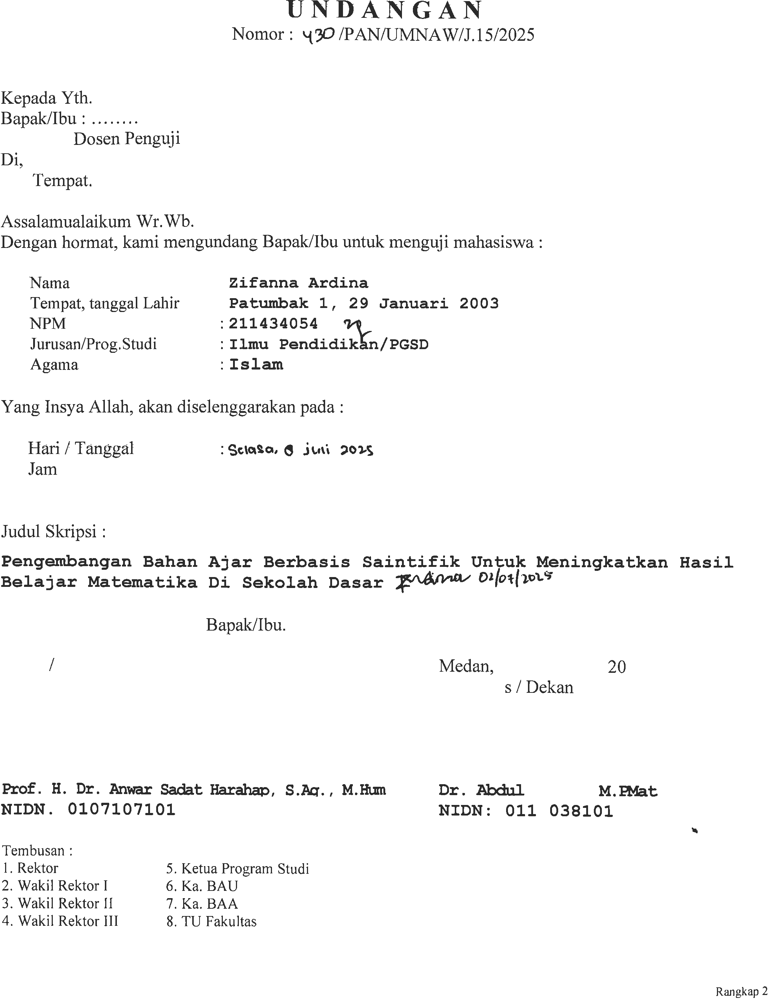 U N D A N G A N
Nomor : 430 /PAN/UMNAW/J.15/2025
Kepada Yth.
Bapak/Ibu : ........
Dosen Penguji
Di,
Tempat.
Assalamualaikum Wr.Wb.
Dengan hormat, kami mengundang Bapak/Ibu untuk menguji mahasiswa :
Nama Zifanna Ardina
Tempat, tanggal Lahir Patumbak 1, 29 Januari 2003
NPM : 211434054
Jurusan/Prog.Studi : Ilmu Pendidikan/PGSD
Agama : Islam
Yang Insya Allah, akan diselenggarakan pada :
Hari / Tanggal : Selasa, 8 juli 2025
Jam
Judul Skripsi :
Pengembangan Bahan Ajar Berbasis Saintifik Untuk Meningkatkan Hasil
Belajar Matematika Di Sekolah Dasar 02/07/2025
Bapak/Ibu.
/ Medan, 20
s / Dekan
Prof. H. Dr. Anwar Sadat Harahap, S.Ag., M.Hum Dr. Abdul M.PMat
NIDN. 0107107101 NIDN: 011 038101
Tembusan :
1. Rektor 5. Ketua Program Studi
2. Wakil Rektor I 6. Ka. BAU
3. Wakil Rektor II 7. Ka. BAA
4. Wakil Rektor III 8. TU Fakultas
Rangkap 2